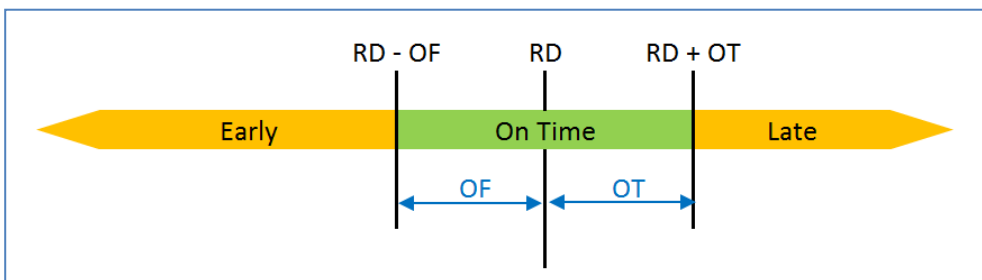 RD - OF RD RD + OT
Early On Time Late
OF OT